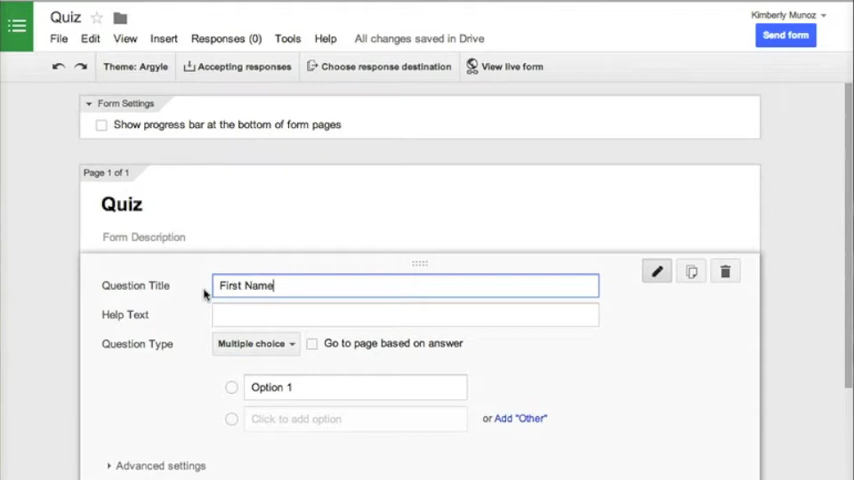 Quiz
Kimberly Munoz
File Edit View Insert Responses (0) Tools Help All changes saved in Drive
Send form
Theme: Argyle Accepting responses Choose response destination View live form
Form Settings
Show progress bar at the bottom of form pages
Page 1 of 1
Quiz
Form Description
Question Title First Name
Help Text
Question Type Multiple choice Go to page based on answer
Option 1
Click to add option or Add "Other"
Advanced settings